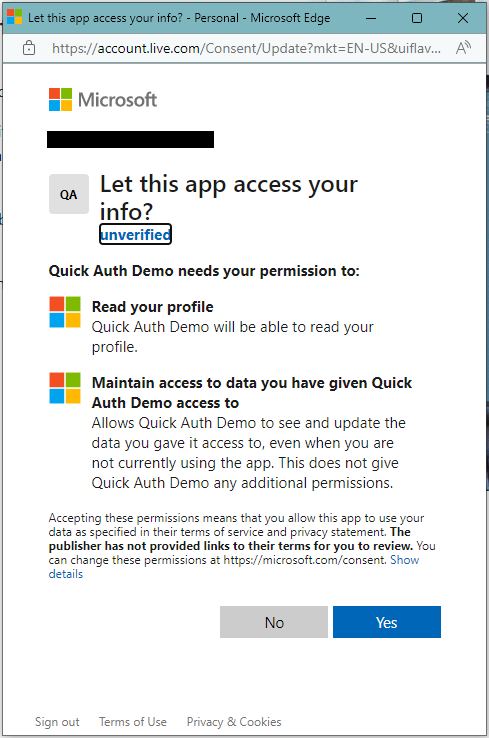 Let this app access your info? - Personal - Microsoft Edge
https://account.live.com/Consent/Update?mkt=EN-US&uiflav...
Microsoft
QA
Let this app access your
info?
unverified
Quick Auth Demo needs your permission to:
Read your profile
Quick Auth Demo will be able to read your
profile.
Maintain access to data you have given Quick
Auth Demo access to
Allows Quick Auth Demo to see and update the
data you gave it access to, even when you are
not currently using the app. This does not give
Quick Auth Demo any additional permissions.
Accepting these permissions means that you allow this app to use your
data as specified in their terms of service and privacy statement. The
publisher has not provided links to their terms for you to review. You
can change these permissions at https://microsoft.com/consent. Show
details
No
Yes
Sign out
Terms of Use
Privacy & Cookies